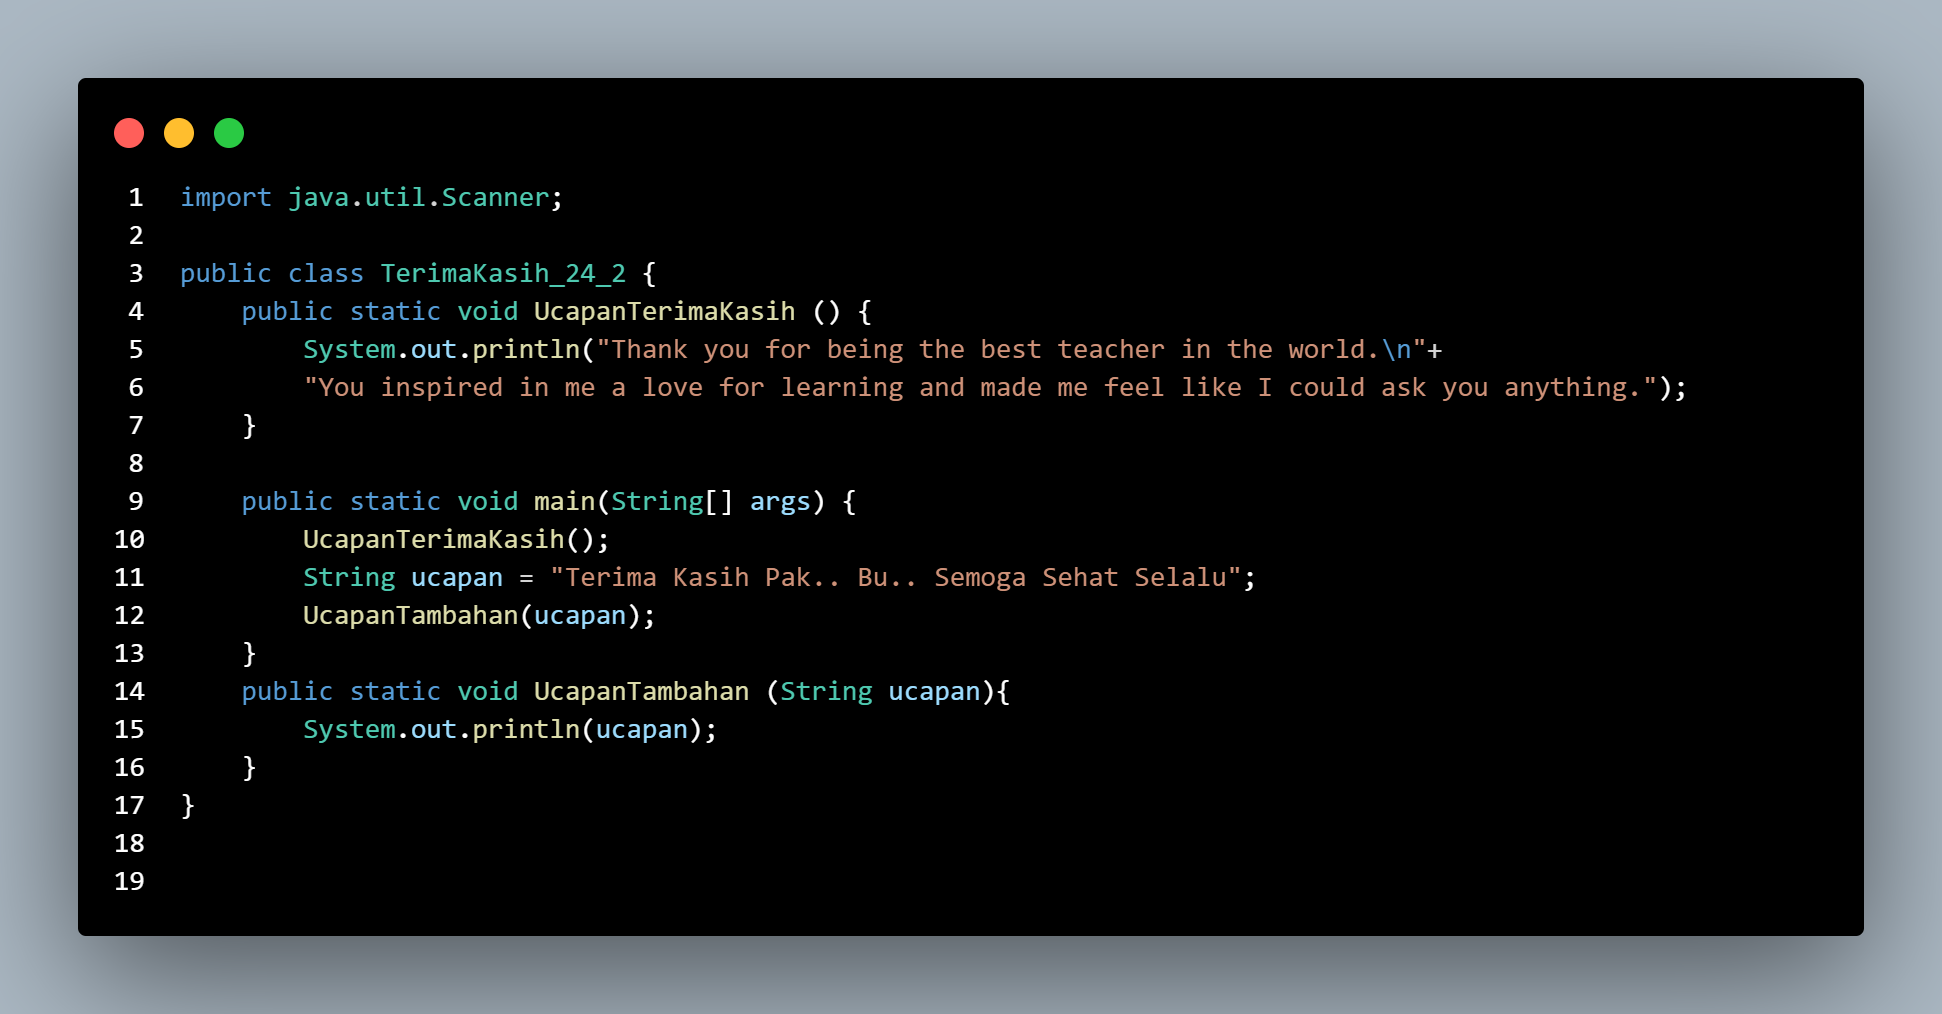 1 import java.util.Scanner;
2
3 public class TerimaKasih_24_2 {
4     public static void UcapanTerimaKasih () {
5         System.out.println("Thank you for being the best teacher in the world.\n"+
6         "You inspired in me a love for learning and made me feel like I could ask you anything.");
7     }
8
9     public static void main(String[] args) {
10         UcapanTerimaKasih();
11         String ucapan = "Terima Kasih Pak.. Bu.. Semoga Sehat Selalu";
12         UcapanTambahan(ucapan);
13     }
14     public static void UcapanTambahan (String ucapan){
15         System.out.println(ucapan);
16     }
17 }
18
19